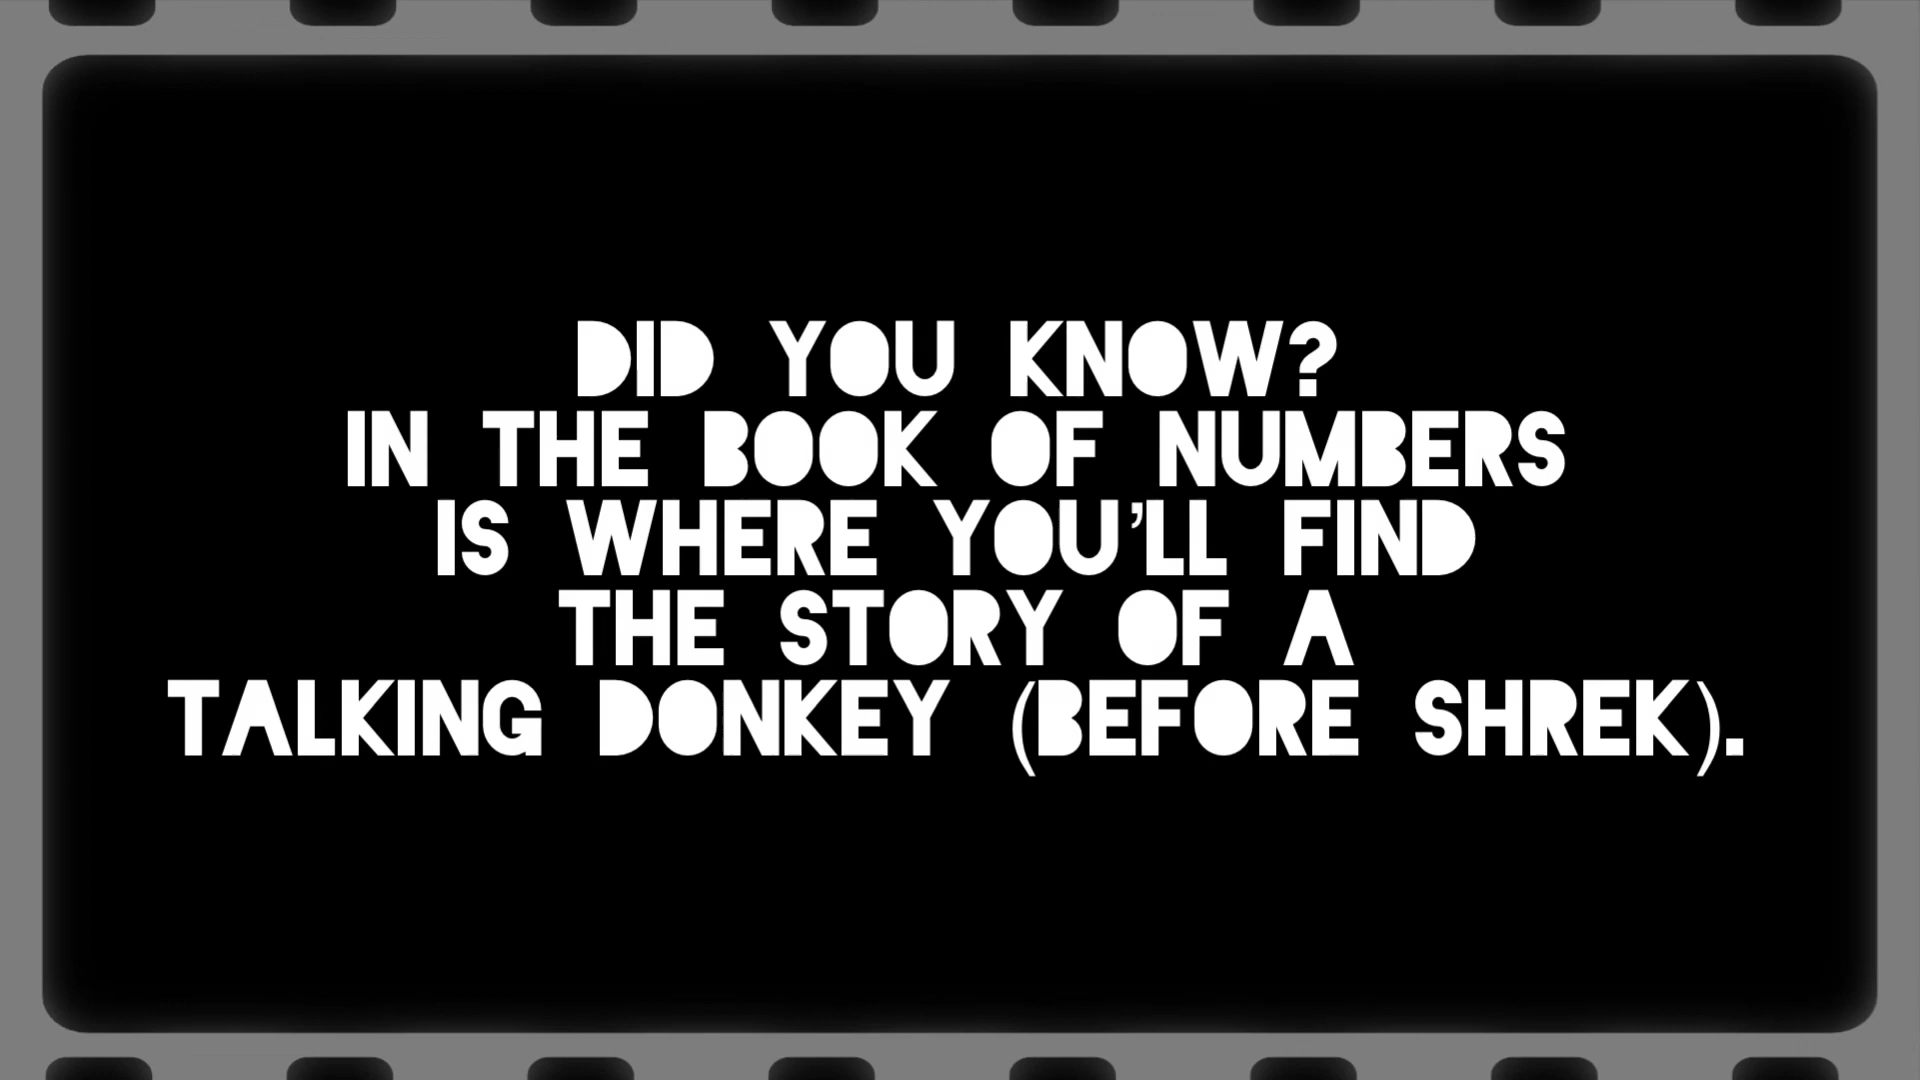 DID YOU KNOW?
IN THE BOOK OF NUMBERS
IS WHERE YOU'LL FIND
THE STORY OF A
TALKING DONKEY (BEFORE SHREK).